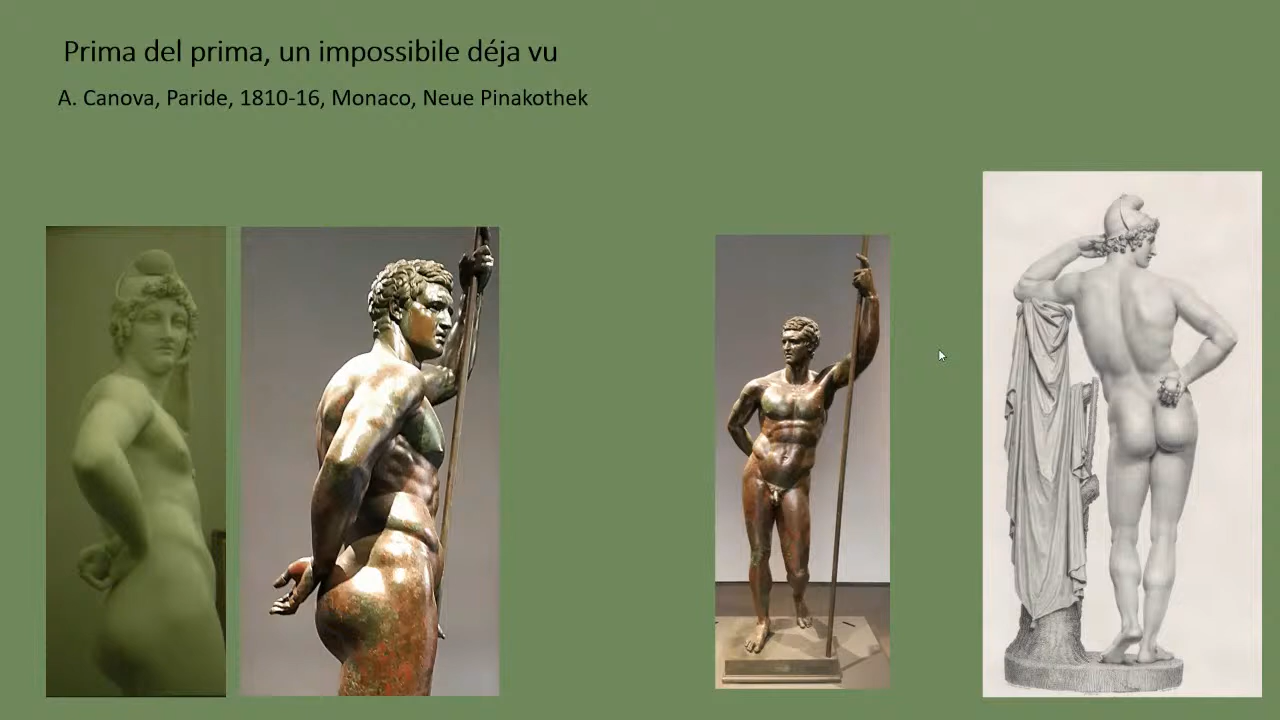 Prima del prima, un impossibile déja vu
A. Canova, Paride, 1810-16, Monaco, Neue Pinakothek